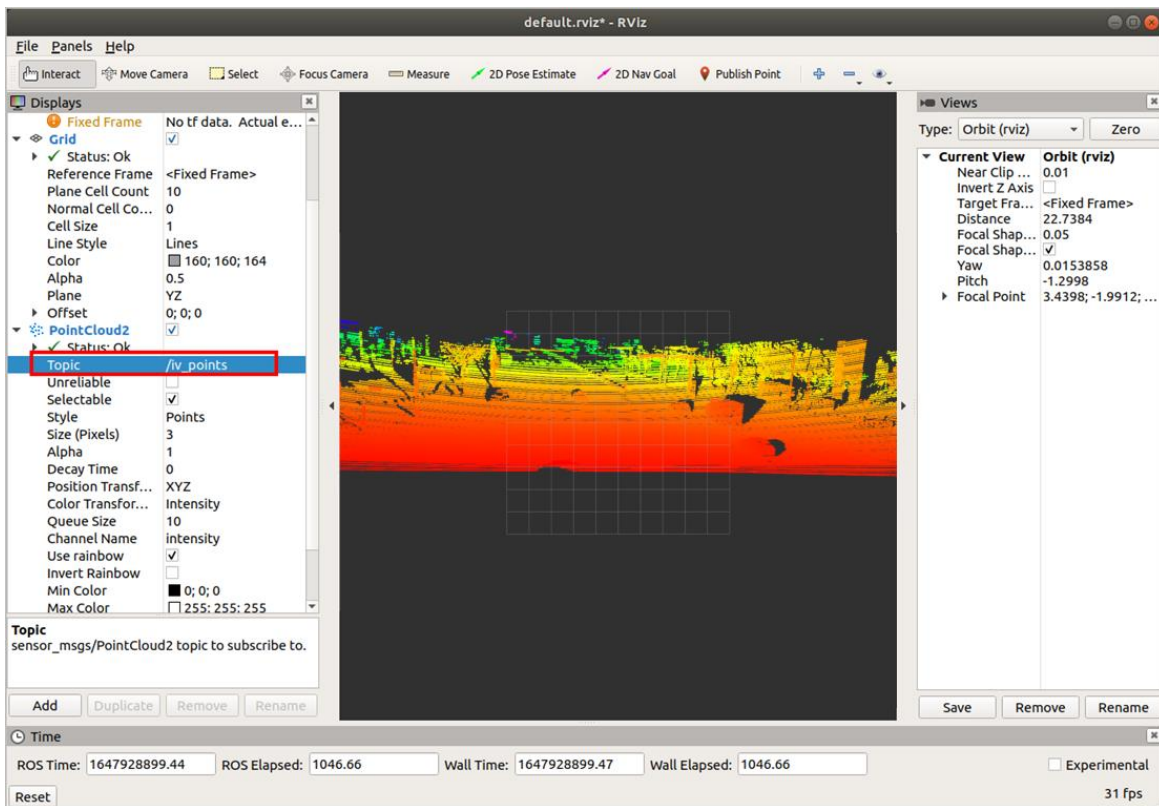 default.rviz* - RViz
File Panels Help
Interact Move Camera Select Focus Camera Measure 2D Pose Estimate 2D Nav Goal Publish Point
Displays
Fixed Frame No tf data. Actual e...
Grid
Status: Ok
Reference Frame <Fixed Frame>
Plane Cell Count 10
Normal Cell Co... 0
Cell Size 1
Line Style Lines
Color 160; 160; 164
Alpha 0.5
Plane YZ
Offset 0; 0; 0
PointCloud2
Status: Ok
Topic /iv_points
Unreliable
Selectable
Style Points
Size (Pixels) 3
Alpha 1
Decay Time 0
Position Transf... XYZ
Color Transfor... Intensity
Queue Size 10
Channel Name intensity
Use rainbow
Invert Rainbow
Min Color 0; 0; 0
Max Color 255; 255; 255
Topic
sensor_msgs/PointCloud2 topic to subscribe to.
Add Duplicate Remove Rename
Views
Type: Orbit (rviz) Zero
Current View Orbit (rviz)
Near Clip ... 0.01
Invert Z Axis
Target Fra... <Fixed Frame>
Distance 22.7384
Focal Shap... 0.05
Focal Shap...
Yaw 0.0153858
Pitch -1.2998
Focal Point 3.4398; -1.9912; ...
Save Remove Rename
Time
ROS Time: 1647928899.44 ROS Elapsed: 1046.66 Wall Time: 1647928899.47 Wall Elapsed: 1046.66 Experimental
Reset 31 fps